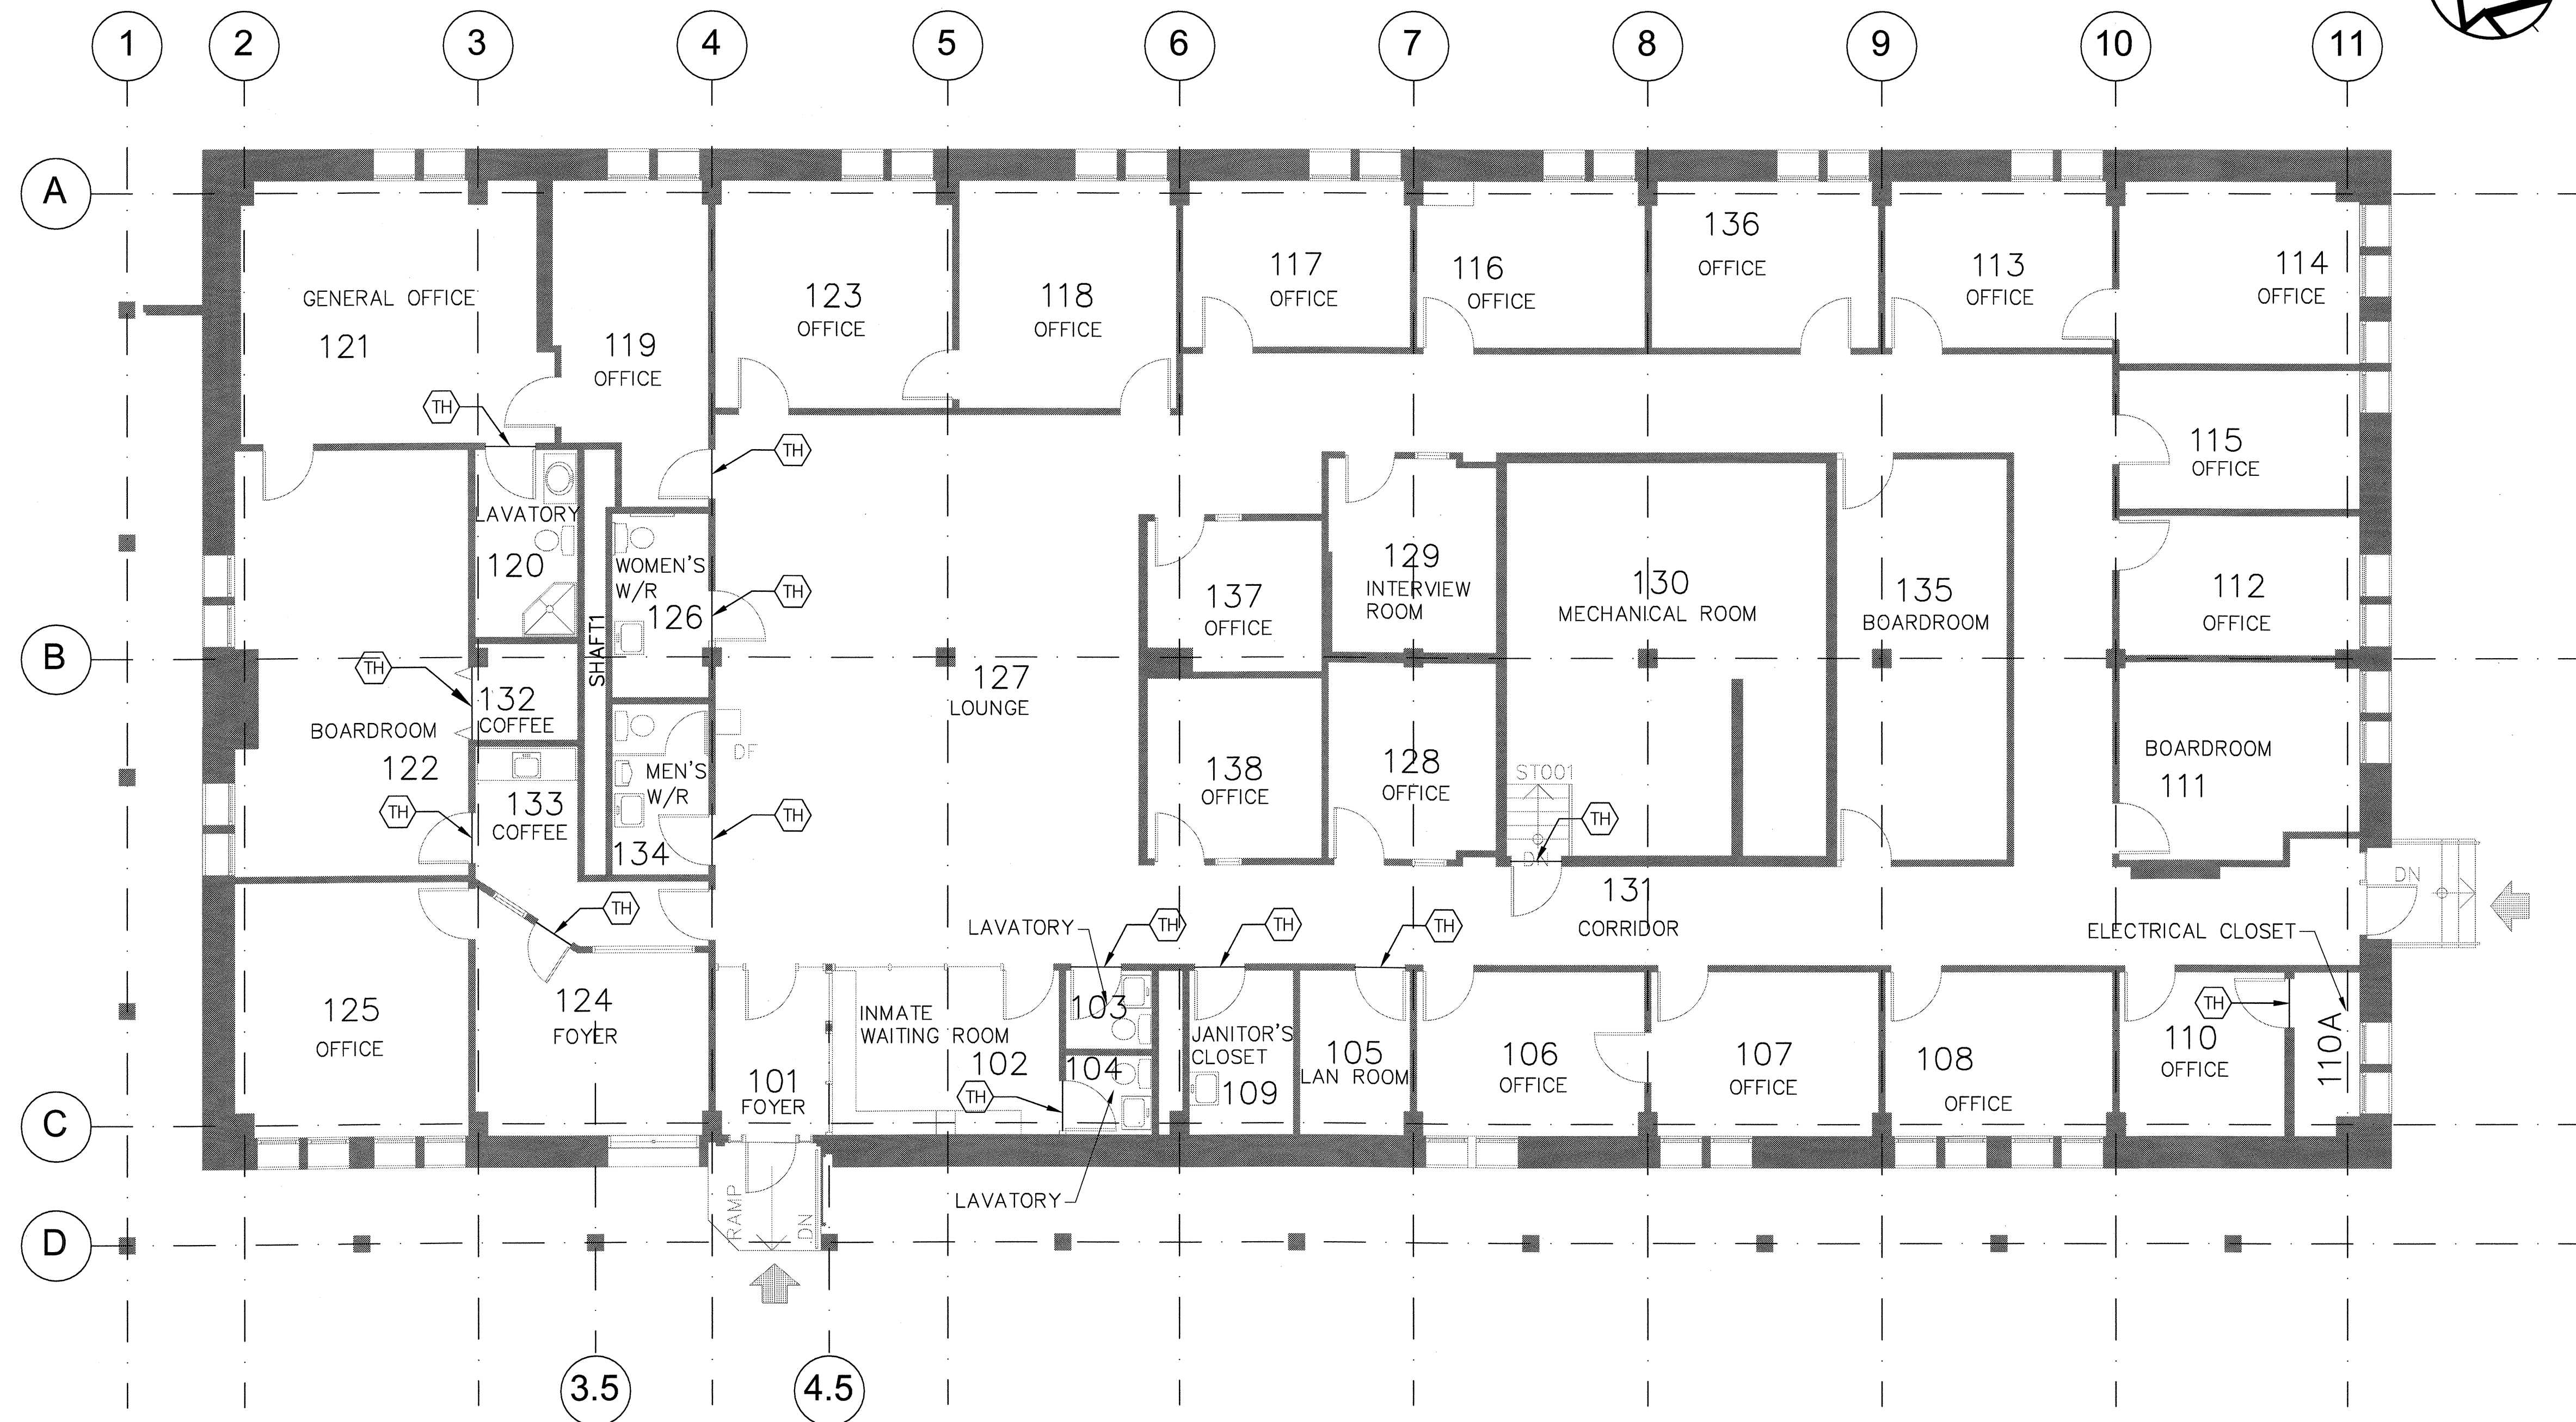 1
2
3
4
5
6
7
8
9
10
11
A
B
C
D
3.5
4.5
GENERAL OFFICE
121
119
OFFICE
123
OFFICE
118
OFFICE
117
OFFICE
116
OFFICE
136
OFFICE
113
OFFICE
114
OFFICE
TH
TH
115
OFFICE
LAVATORY
120
WOMEN'S
W/R
126
TH
SHAFT1
137
OFFICE
129
INTERVIEW
ROOM
130
MECHANICAL ROOM
135
BOARDROOM
112
OFFICE
TH
132
COFFEE
BOARDROOM
122
127
LOUNGE
DF
MEN'S
W/R
134
TH
TH
133
COFFEE
138
OFFICE
128
OFFICE
ST001
DN
TH
BOARDROOM
111
DN
131
CORRIDOR
TH
LAVATORY
TH
TH
TH
ELECTRICAL CLOSET
125
OFFICE
124
FOYER
101
FOYER
INMATE
WAITING ROOM
102
TH
103
104
JANITOR'S
CLOSET
109
105
LAN ROOM
106
OFFICE
107
OFFICE
108
OFFICE
110
OFFICE
TH
110A
LAVATORY
RAMP
DN